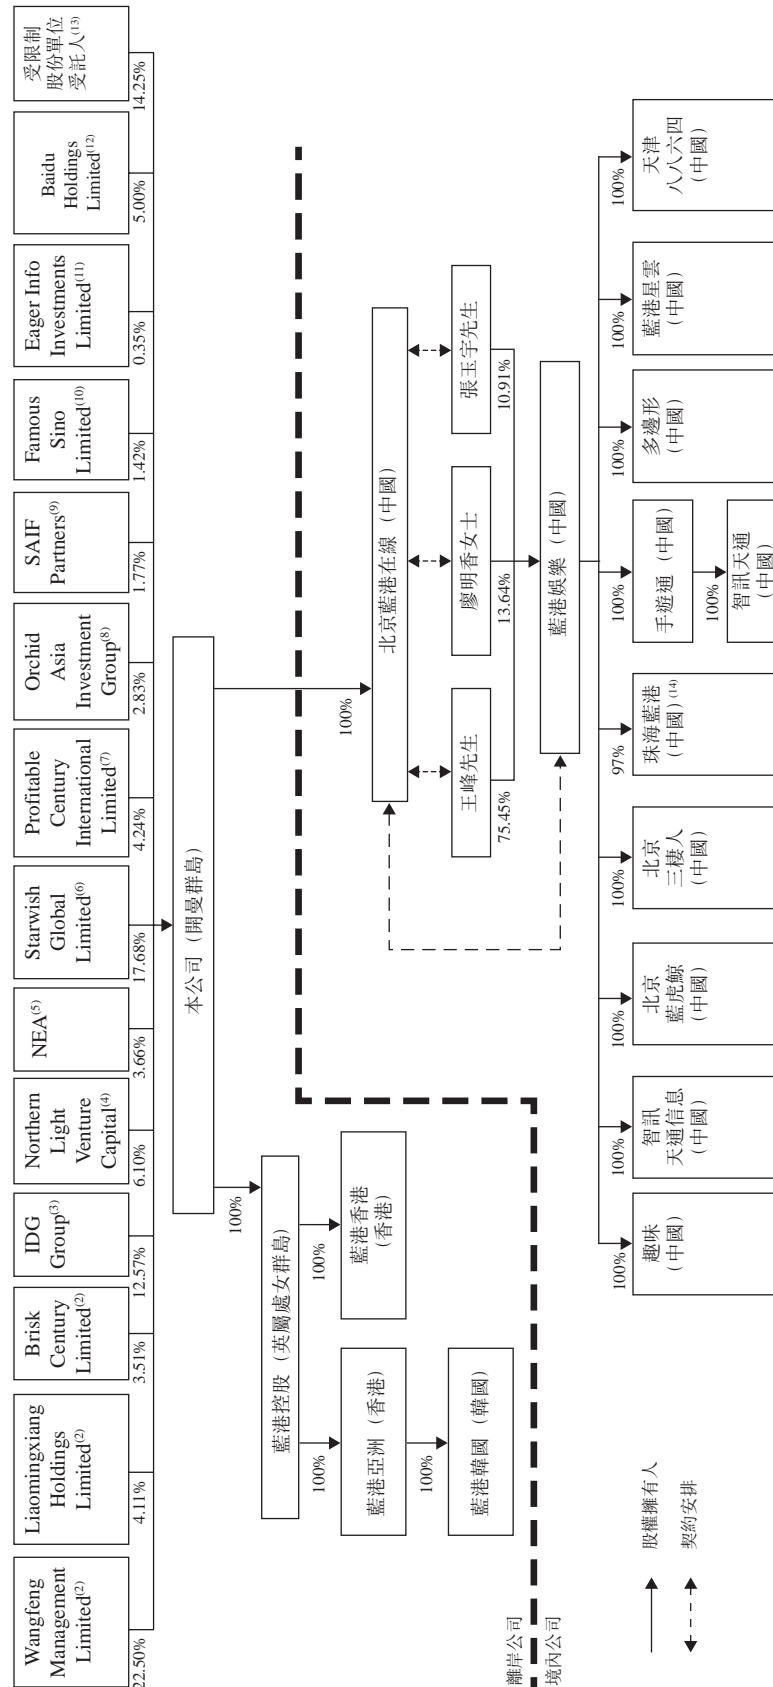 Wangfeng
Management
Limited(2)
22.50%
Liaomingxiang
Holdings
Limited(2)
4.11%
Brisk
Century
Limited(2)
3.51%
IDG
Group(3)
12.57%
Northern
Light
Venture
Capital(4)
6.10%
NEA(5)
3.66%
Starwish
Global
Limited(6)
17.68%
Profitable
Century
International
Limited(7)
4.24%
Orchid
Asia
Investment
Group(8)
2.83%
SAIF
Partners(9)
1.77%
Famous
Sino
Limited(10)
1.42%
Eager Info
Investments
Limited(11)
0.35%
Baidu
Holdings
Limited(12)
5.00%
受限制
股份單位
受託人(13)
14.25%
本公司（開曼群島）
100%
100%
藍港控股（英屬處女群島）
100%
100%
藍港亞洲（香港）
藍港香港
（香港）
100%
藍港韓國（韓國）
離岸公司
境內公司
北京藍港在線（中國）
王峰先生
廖明香女士
張玉宇先生
75.45%
13.64%
10.91%
藍港娛樂（中國）
100%
趣味
（中國）
100%
智訊
天通信息
（中國）
100%
北京
藍虎鯨
（中國）
100%
北京
三棲人
（中國）
97%
珠海藍港
（中國）(14)
100%
手遊通（中國）
100%
智訊天通
（中國）
100%
多邊形
（中國）
100%
藍港星雲
（中國）
100%
天津
八八六四
（中國）
股權擁有人
契約安排